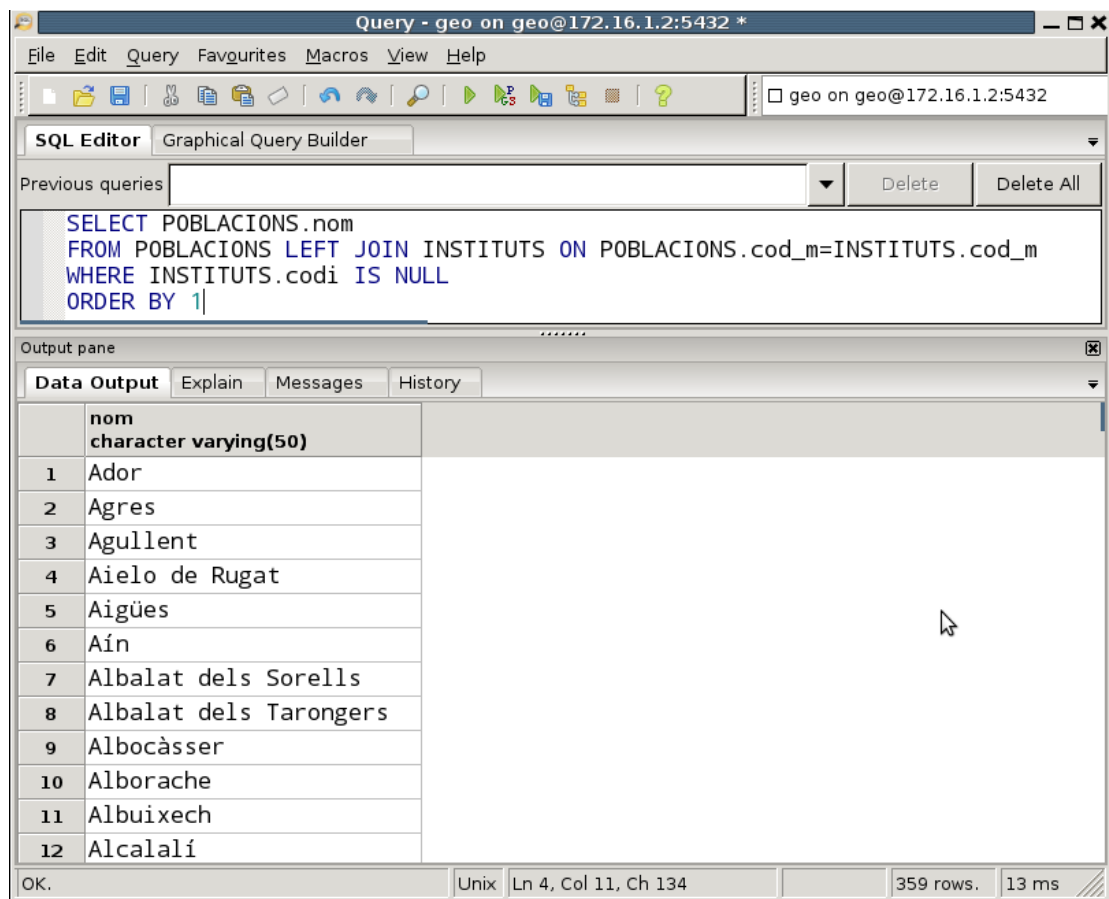 Query - geo on geo@172.16.1.2:5432 *
File Edit Query Favourites Macros View Help
geo on geo@172.16.1.2:5432
SQL Editor Graphical Query Builder
Previous queries Delete Delete All
SELECT POBLACIONS.nom
FROM POBLACIONS LEFT JOIN INSTITUTS ON POBLACIONS.cod_m=INSTITUTS.cod_m
WHERE INSTITUTS.codi IS NULL
ORDER BY 1
Output pane
Data Output Explain Messages History
nom
character varying(50)
1 Ador
2 Agres
3 Agullent
4 Aielo de Rugat
5 Aigües
6 Aín
7 Albalat dels Sorells
8 Albalat dels Tarongers
9 Albocàsser
10 Alborache
11 Albuixech
12 Alcalalí
OK. Unix Ln 4, Col 11, Ch 134 359 rows. 13 ms